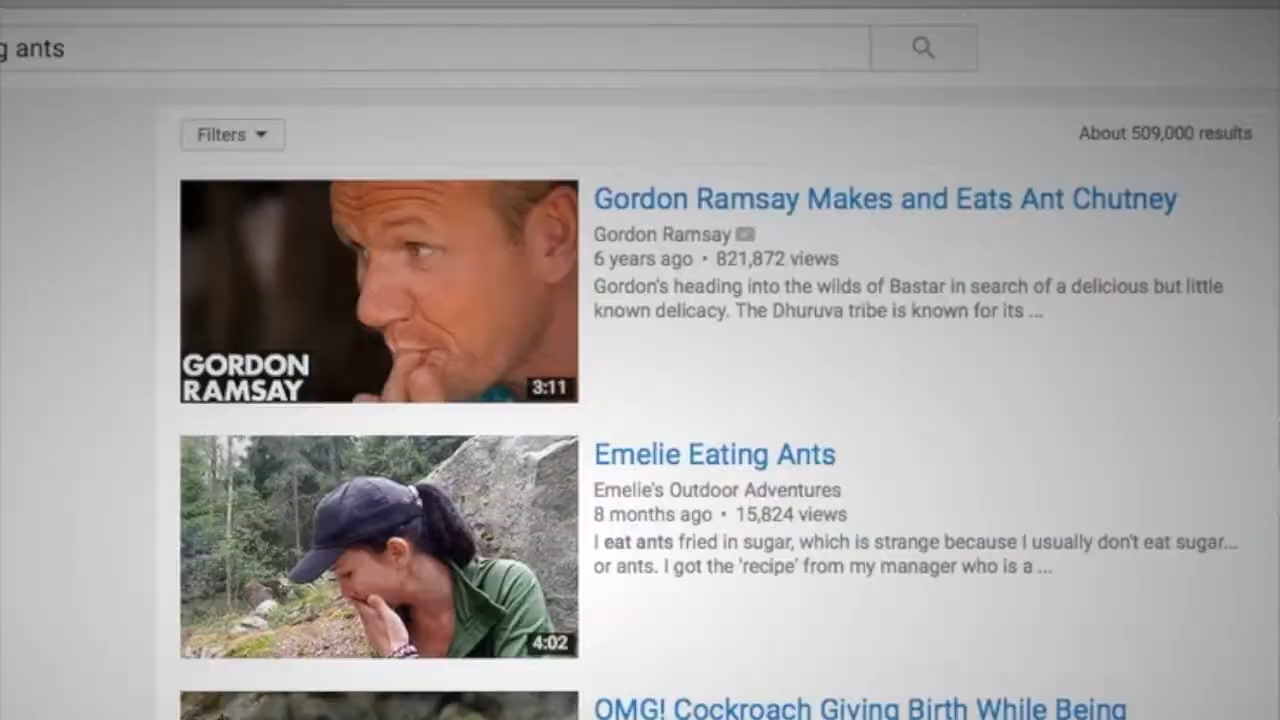 g ants
Filters
About 509,000 results
GORDON
RAMSAY
3:11
Gordon Ramsay Makes and Eats Ant Chutney
Gordon Ramsay
6 years ago • 821,872 views
Gordon's heading into the wilds of Bastar in search of a delicious but little
known delicacy. The Dhuruva tribe is known for its ...
4:02
Emelie Eating Ants
Emelie's Outdoor Adventures
8 months ago • 15,824 views
I eat ants fried in sugar, which is strange because I usually don't eat sugar...
or ants. I got the 'recipe' from my manager who is a ...
OMG! Cockroach Giving Birth While Being